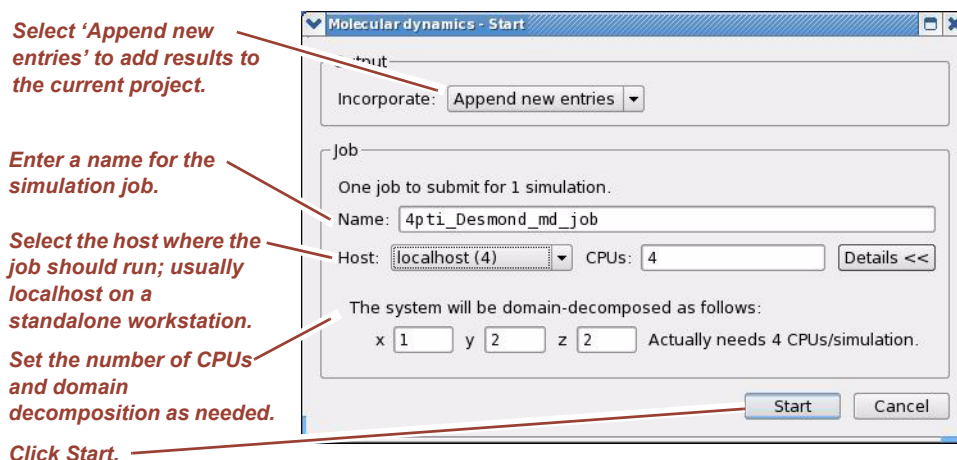 Select ‘Append new
entries’ to add results to
the current project.
Enter a name for the
simulation job.
Select the host where the
job should run; usually
localhost on a
standalone workstation.
Set the number of CPUs
and domain
decomposition as needed.
Click Start.
Molecular dynamics - Start
Output
Incorporate: Append new entries
Job
One job to submit for 1 simulation.
Name: 4pti_Desmond_md_job
Host: localhost (4) CPUs: 4 Details <<
The system will be domain-decomposed as follows:
x 1 y 2 z 2 Actually needs 4 CPUs/simulation.
Start Cancel